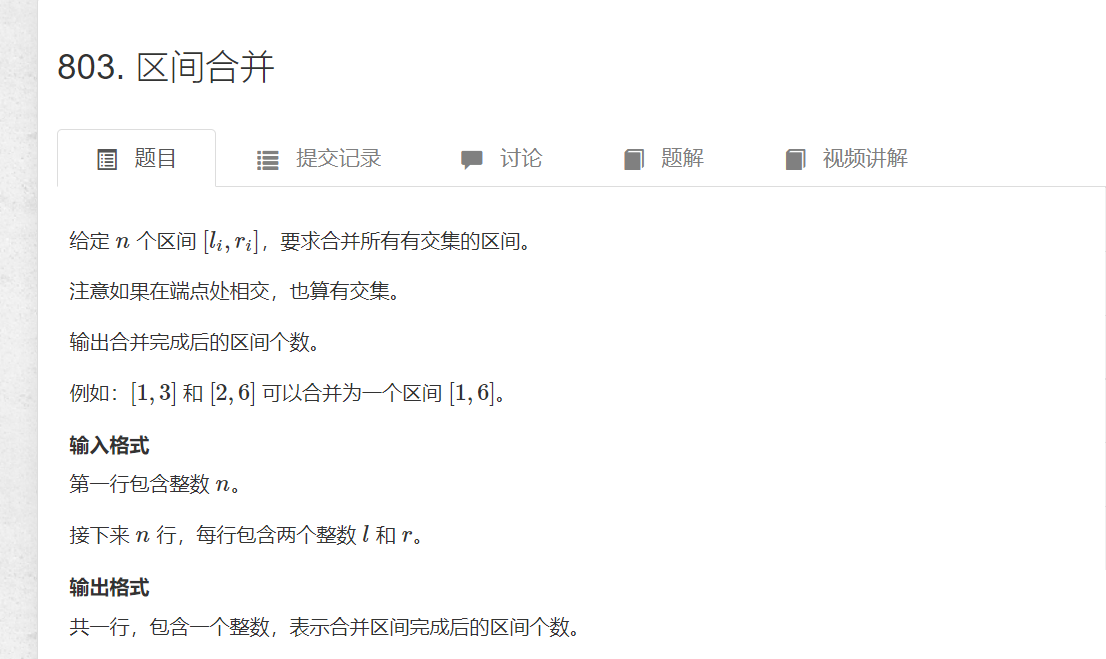 803. 区间合并
题目 提交记录 讨论 题解 视频讲解
给定 n 个区间 [lᵢ, rᵢ]，要求合并所有有交集的区间。
注意如果在端点处相交，也算有交集。
输出合并完成后的区间个数。
例如：[1, 3] 和 [2, 6] 可以合并为一个区间 [1, 6]。
输入格式
第一行包含整数 n。
接下来 n 行，每行包含两个整数 l 和 r。
输出格式
共一行，包含一个整数，表示合并区间完成后的区间个数。